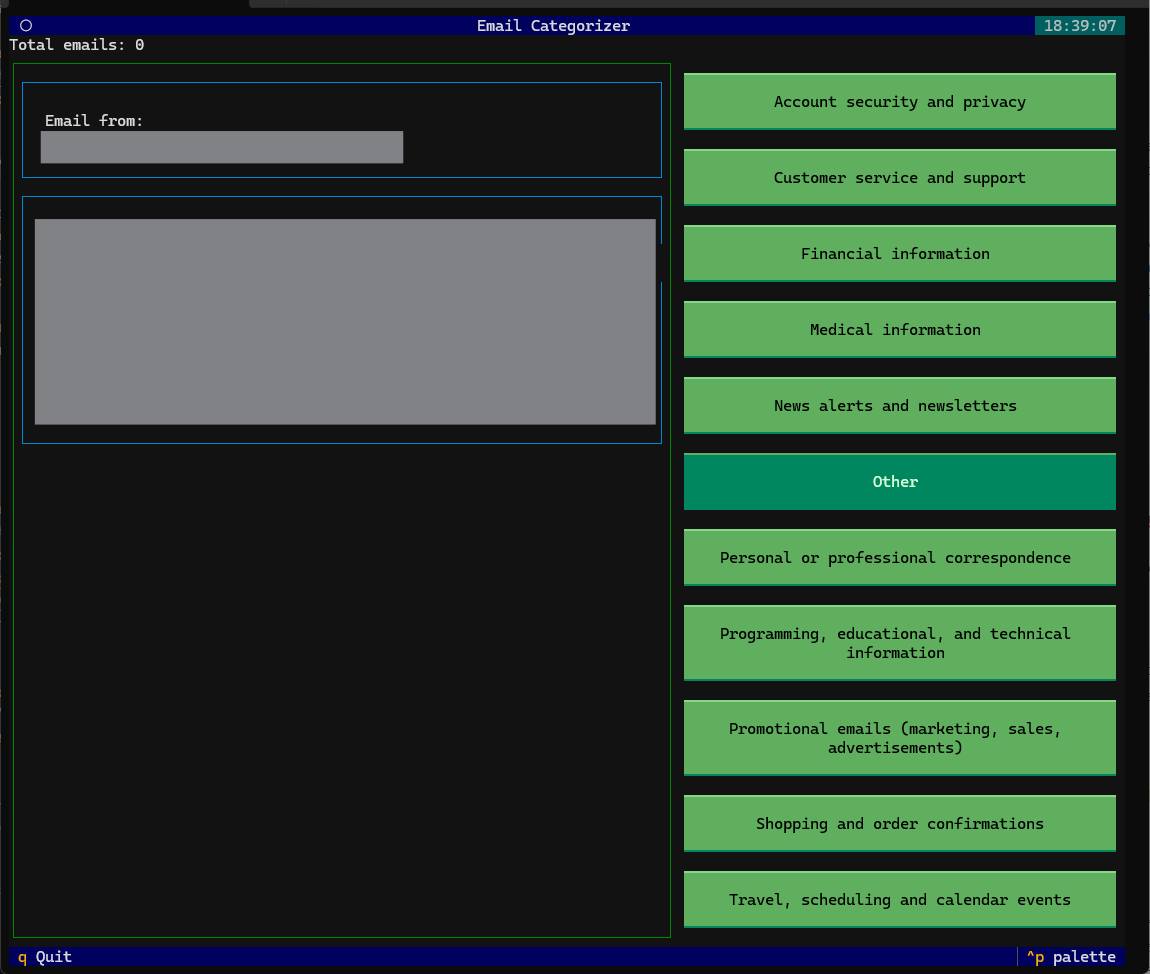 Email Categorizer
18:39:07
Total emails: 0
Email from:
Account security and privacy
Customer service and support
Financial information
Medical information
News alerts and newsletters
Other
Personal or professional correspondence
Programming, educational, and technical
information
Promotional emails (marketing, sales,
advertisements)
Shopping and order confirmations
Travel, scheduling and calendar events
q Quit
^p palette